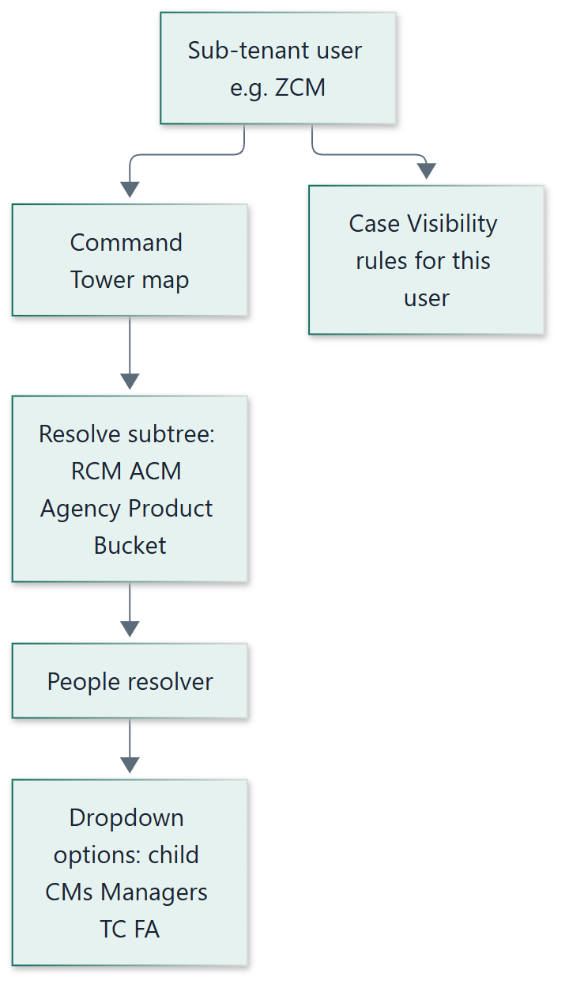 Sub-tenant user
e.g. ZCM
Command
Tower map
Case Visibility
rules for this
user
Resolve subtree:
RCM ACM
Agency Product
Bucket
People resolver
Dropdown
options: child
CMs Managers
TC FA